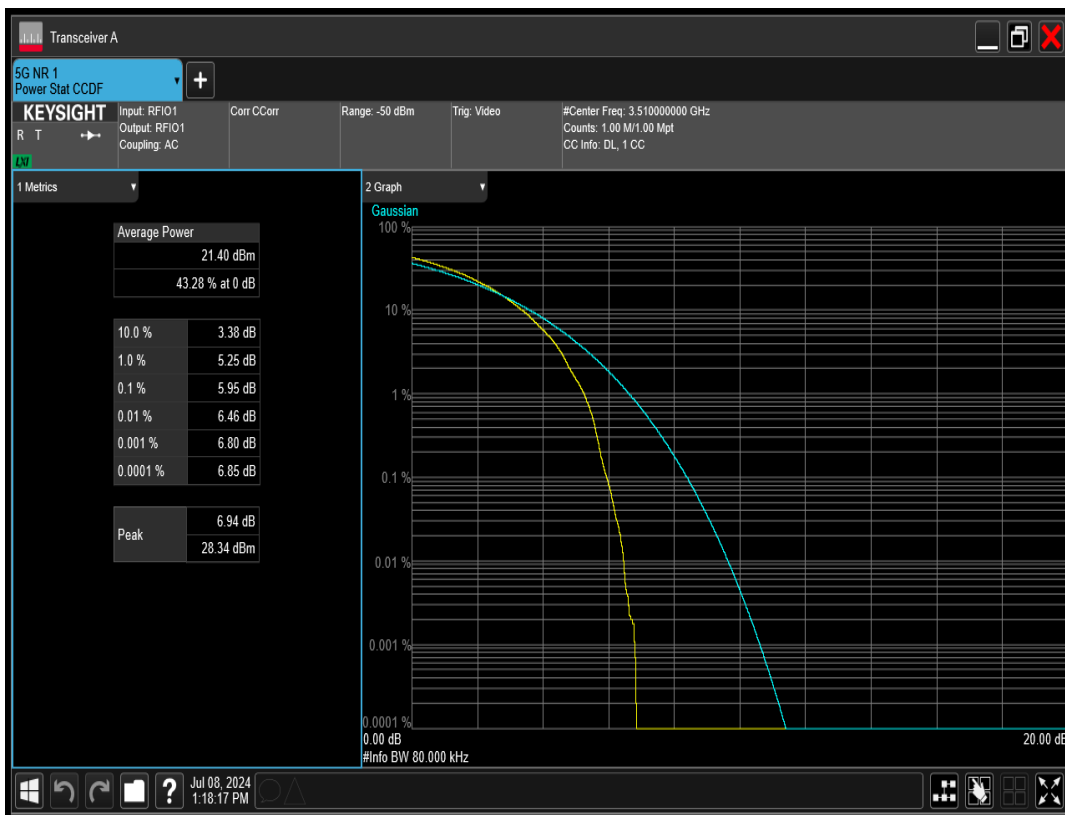 Transceiver A
5G NR 1
Power Stat CCDF
+
KEYSIGHT
R T
LXI
Input: RFIO1
Output: RFIO1
Coupling: AC
Corr CCorr
Range: -50 dBm
Trig: Video
#Center Freq: 3.510000000 GHz
Counts: 1.00 M/1.00 Mpt
CC Info: DL, 1 CC
1 Metrics
Average Power
21.40 dBm
43.28 % at 0 dB
10.0 % 3.38 dB
1.0 % 5.25 dB
0.1 % 5.95 dB
0.01 % 6.46 dB
0.001 % 6.80 dB
0.0001 % 6.85 dB
Peak 6.94 dB
28.34 dBm
2 Graph
Gaussian
100 %
10 %
1 %
0.1 %
0.01 %
0.001 %
0.0001 %
0.00 dB
20.00 dB
#Info BW 80.000 kHz
?
Jul 08, 2024
1:18:17 PM